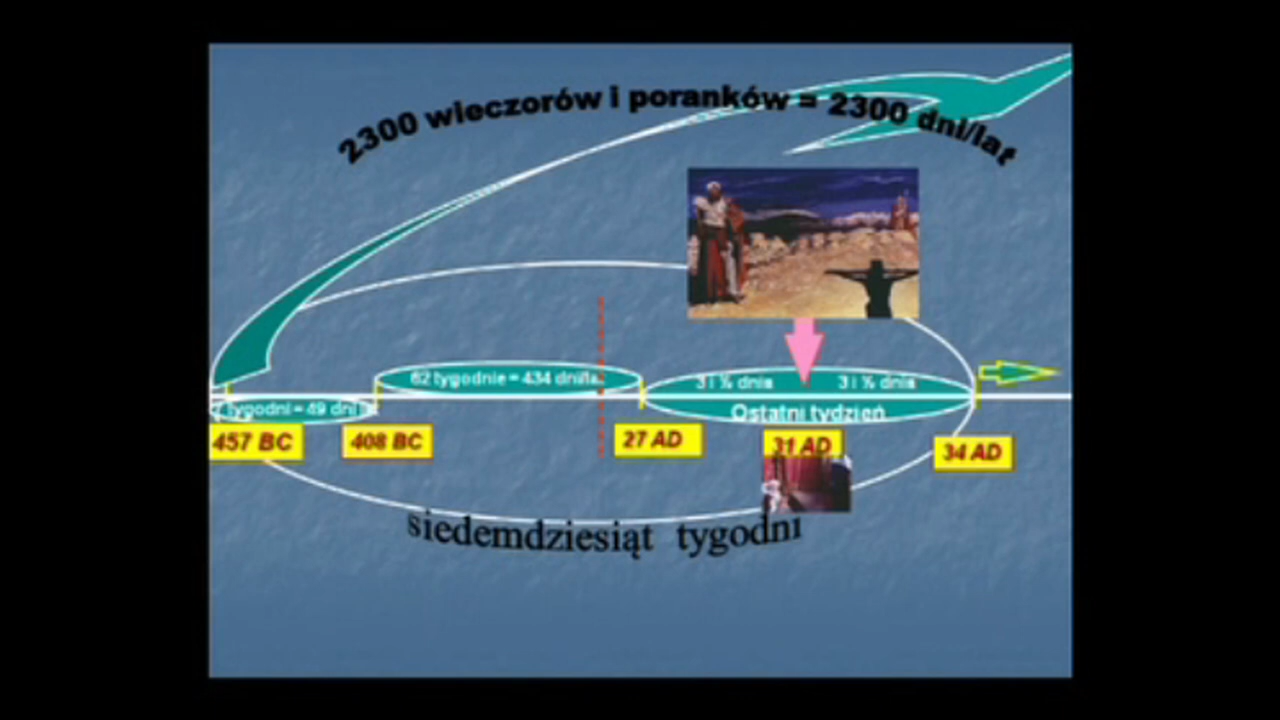 2300 wieczorów i poranków = 2300 dni/lat
62 tygodnie = 434 dni/la
3 i ½ dnia
3 i ½ dnia
tygodni = 49 dni
Ostatni tydzień
457 BC
408 BC
27 AD
31 AD
34 AD
siedemdziesiąt tygodni